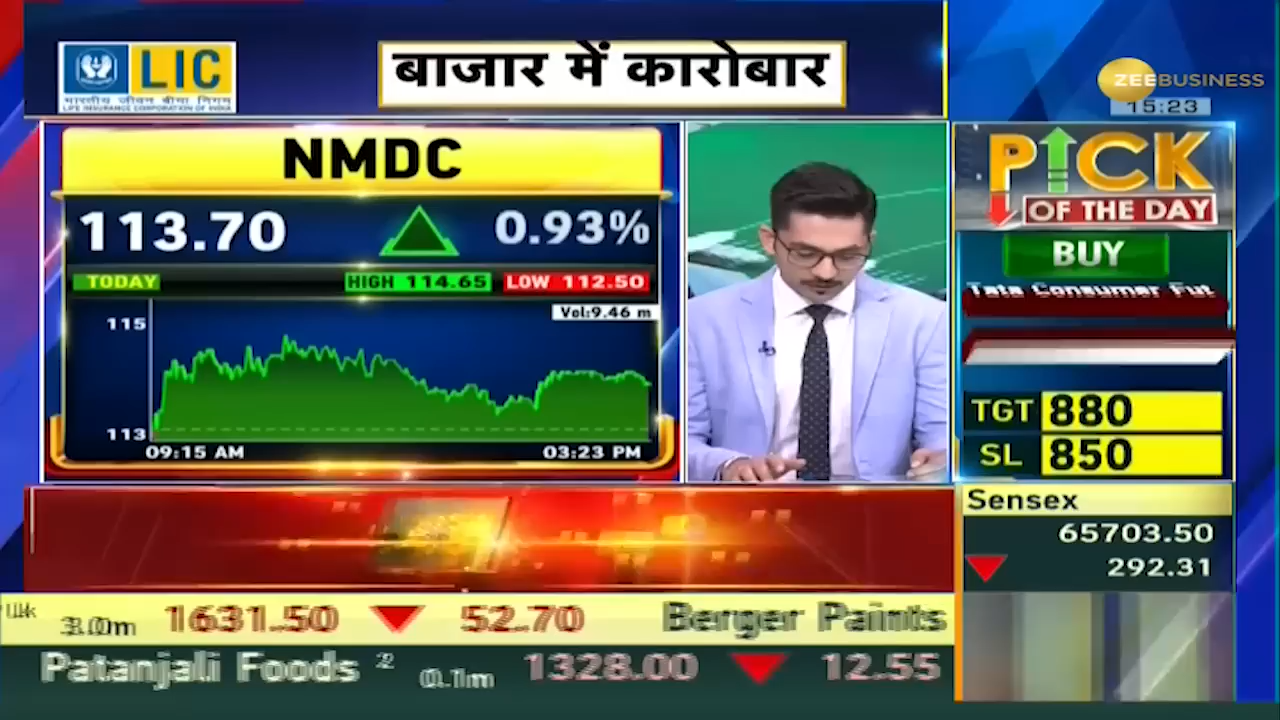 LIC
भारतीय जीवन बीमा निगम
LIFE INSURANCE CORPORATION OF INDIA
बाजार में कारोबार
ZEEBUSINESS
15:23
NMDC
113.70 0.93%
TODAY HIGH 114.65 LOW 112.50
Vol:9.46 m
115
113
09:15 AM 03:23 PM
PICK
OF THE DAY
BUY
Tata Consumer Fut
TGT 880
SL 850
Sensex
65703.50
292.31
1631.50 52.70 Berger Paints
Patanjali Foods 0.1m 1328.00 12.55